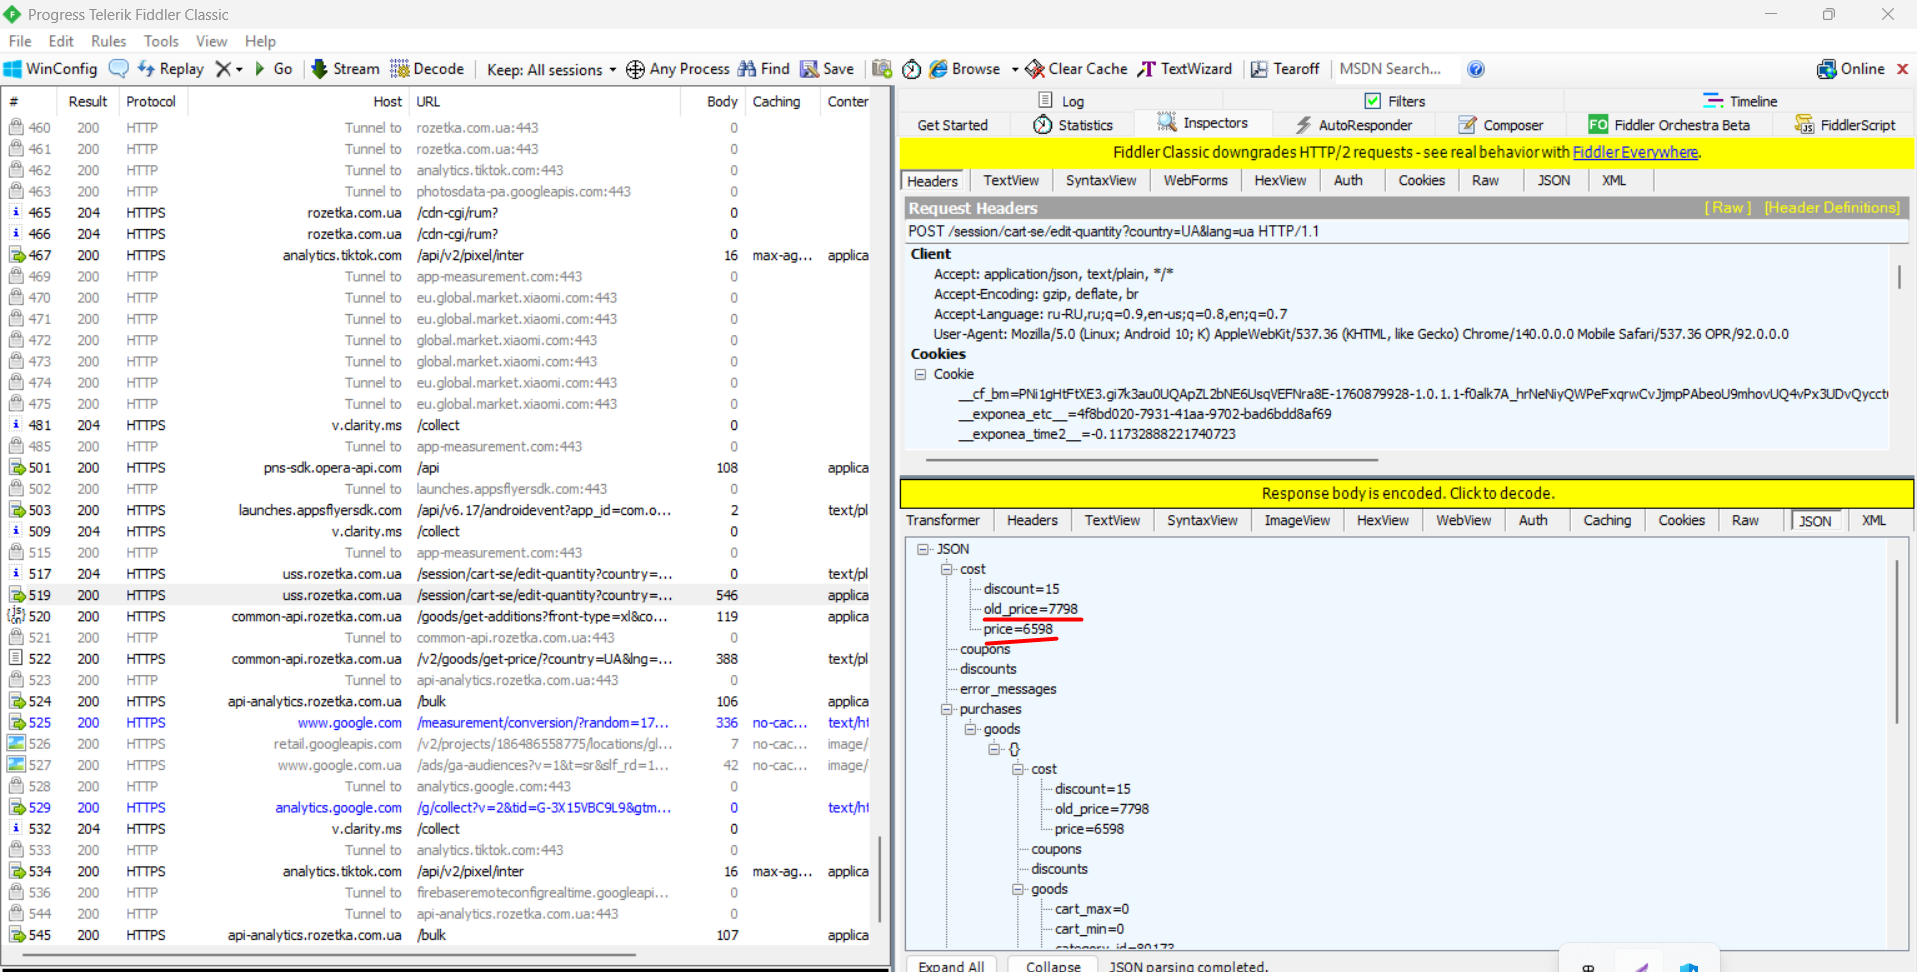 Progress Telerik Fiddler Classic
File Edit Rules Tools View Help
WinConfig Replay Go Stream Decode Keep: All sessions Any Process Find Save Browse Clear Cache TextWizard Tearoff MSDN Search... Online
# Result Protocol Host URL Body Caching Conter
460 200 HTTP Tunnel to rozetka.com.ua:443 0
461 200 HTTP Tunnel to rozetka.com.ua:443 0
462 200 HTTP Tunnel to analytics.tiktok.com:443 0
463 200 HTTP Tunnel to photosdata-pa.googleapis.com:443 0
465 204 HTTPS rozetka.com.ua /cdn-cgi/rum? 0
466 204 HTTPS rozetka.com.ua /cdn-cgi/rum? 0
467 200 HTTPS analytics.tiktok.com /api/v2/pixel/inter 16 max-ag... applica
469 200 HTTP Tunnel to app-measurement.com:443 0
470 200 HTTP Tunnel to eu.global.market.xiaomi.com:443 0
471 200 HTTP Tunnel to eu.global.market.xiaomi.com:443 0
472 200 HTTP Tunnel to global.market.xiaomi.com:443 0
473 200 HTTP Tunnel to global.market.xiaomi.com:443 0
474 200 HTTP Tunnel to eu.global.market.xiaomi.com:443 0
475 200 HTTP Tunnel to eu.global.market.xiaomi.com:443 0
481 200 HTTPS v.clarity.ms /collect 0
485 200 HTTP Tunnel to app-measurement.com:443 0
501 200 HTTPS pns-sdk.opera-api.com /api 108 applica
502 200 HTTP Tunnel to launches.appsflyersdk.com:443 0
503 200 HTTPS launches.appsflyersdk.com /api/v6.17/androidevent?app_id=com.o... 2 text/pl
509 200 HTTPS v.clarity.ms /collect 0
515 200 HTTP Tunnel to app-measurement.com:443 0
517 204 HTTPS uss.rozetka.com.ua /session/cart-se/edit-quantity?country=... 0 text/pl
519 200 HTTPS uss.rozetka.com.ua /session/cart-se/edit-quantity?country=... 546 applica
520 200 HTTPS common-api.rozetka.com.ua /goods/get-additions?front-type=xl&co... 119 applica
521 200 HTTP Tunnel to common-api.rozetka.com.ua:443 0
522 200 HTTPS common-api.rozetka.com.ua /v2/goods/get-price/?country=UA&lng=... 388 text/pl
523 200 HTTP Tunnel to api-analytics.rozetka.com.ua:443 0
524 200 HTTPS api-analytics.rozetka.com.ua /bulk 106 applica
525 200 HTTPS www.google.com /measurement/conversion/?random=17... 336 no-cac... text/ht
526 200 HTTPS retail.googleapis.com /v2/projects/186486558775/locations/gl... 7 no-cac... image/
527 200 HTTPS www.google.com.ua /ads/ga-audiences?v=1&t=sr&slf_rd=1... 42 no-cac... image/
528 200 HTTP Tunnel to analytics.google.com:443 0
529 200 HTTPS analytics.google.com /g/collect?v=2&tid=G-3X15VBC9L9&gtm... 0 text/ht
532 204 HTTPS v.clarity.ms /collect 0
533 200 HTTP Tunnel to analytics.tiktok.com:443 0
534 200 HTTPS analytics.tiktok.com /api/v2/pixel/inter 16 max-ag... applica
536 200 HTTP Tunnel to firebaseremoteconfigrealtime.googleapi... 0
544 200 HTTP Tunnel to api-analytics.rozetka.com.ua:443 0
545 200 HTTPS api-analytics.rozetka.com.ua /bulk 107 applica
Log Filters Timeline
Get Started Statistics Inspectors AutoResponder Composer FO Fiddler Orchestra Beta FiddlerScript
Fiddler Classic downgrades HTTP/2 requests - see real behavior with Fiddler Everywhere.
Headers TextView SyntaxView WebForms HexView Auth Cookies Raw JSON XML
Request Headers [ Raw ] [Header Definitions]
POST /session/cart-se/edit-quantity?country=UA&lang=ua HTTP/1.1
Client
Accept: application/json, text/plain, */*
Accept-Encoding: gzip, deflate, br
Accept-Language: ru-RU,ru;q=0.9,en-us;q=0.8,en;q=0.7
User-Agent: Mozilla/5.0 (Linux; Android 10; K) AppleWebKit/537.36 (KHTML, like Gecko) Chrome/140.0.0.0 Mobile Safari/537.36 OPR/92.0.0.0
Cookies
Cookie
__exponea_etc__=4f8bd020-7931-41aa-9702-bad6bdd8af69
__exponea_time2__=-0.11732888221740723
Response body is encoded. Click to decode.
Transformer Headers TextView SyntaxView ImageView HexView WebView Auth Caching Cookies Raw JSON XML
JSON
cost
discount=15
old_price=7798
price=6598
coupons
discounts
error_messages
purchases
goods
{}
cost
discount=15
old_price=7798
price=6598
coupons
discounts
goods
cart_max=0
cart_min=0
category_id=80173
Expand All Collapse JSON parsing completed.